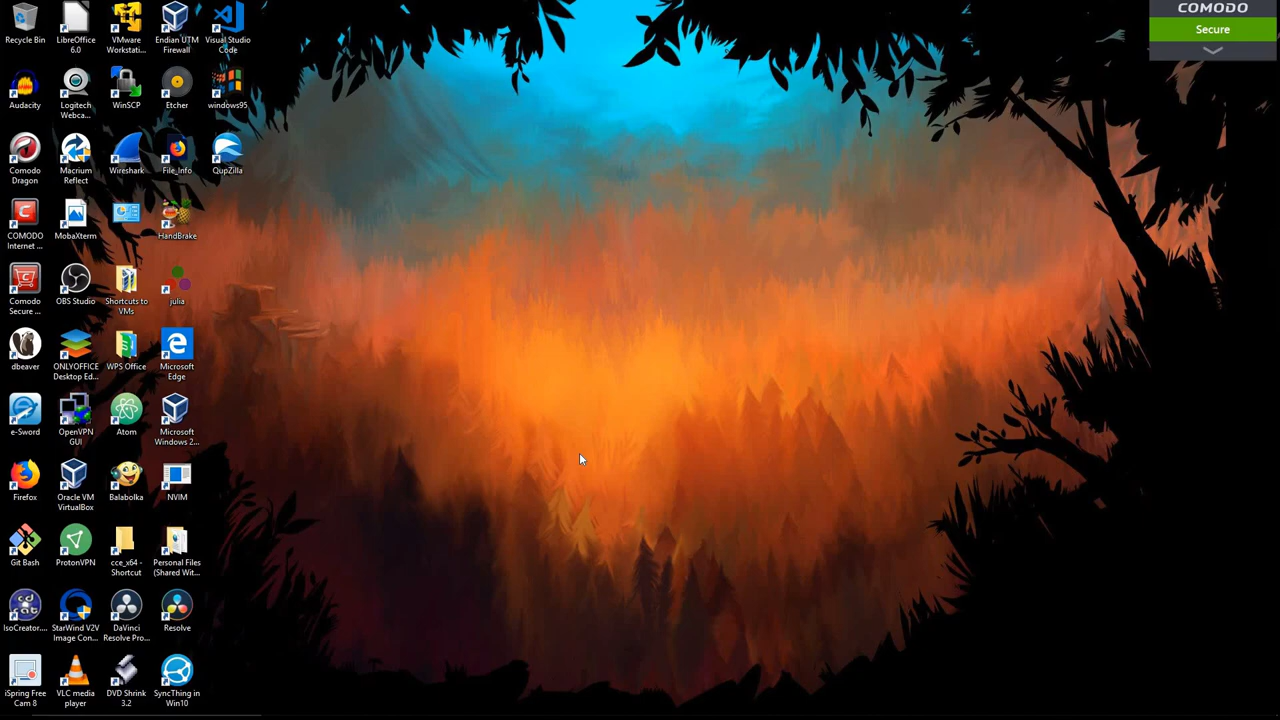 Recycle Bin
LibreOffice
6.0
VMware
Workstati...
Endian UTM
Firewall
Visual Studio
Code
Audacity
Logitech
Webca...
WinSCP
Etcher
windows95
Comodo
Dragon
Macrium
Reflect
Wireshark
File_Info
QupZilla
COMODO
Internet ...
MobaXterm
HandBrake
Comodo
Secure ...
OBS Studio
Shortcuts to
VMs
julia
dbeaver
ONLYOFFICE
Desktop Ed...
WPS Office
Microsoft
Edge
e-Sword
OpenVPN
GUI
Atom
Microsoft
Windows 2...
Firefox
Oracle VM
VirtualBox
Balabolka
NVIM
Git Bash
ProtonVPN
cce_x64 -
Shortcut
Personal Files
(Shared Wit...
IsoCreator....
StarWind V2V
Image Con...
DaVinci
Resolve Pro...
Resolve
iSpring Free
Cam 8
VLC media
player
DVD Shrink
3.2
SyncThing in
Win10
COMODO
Secure